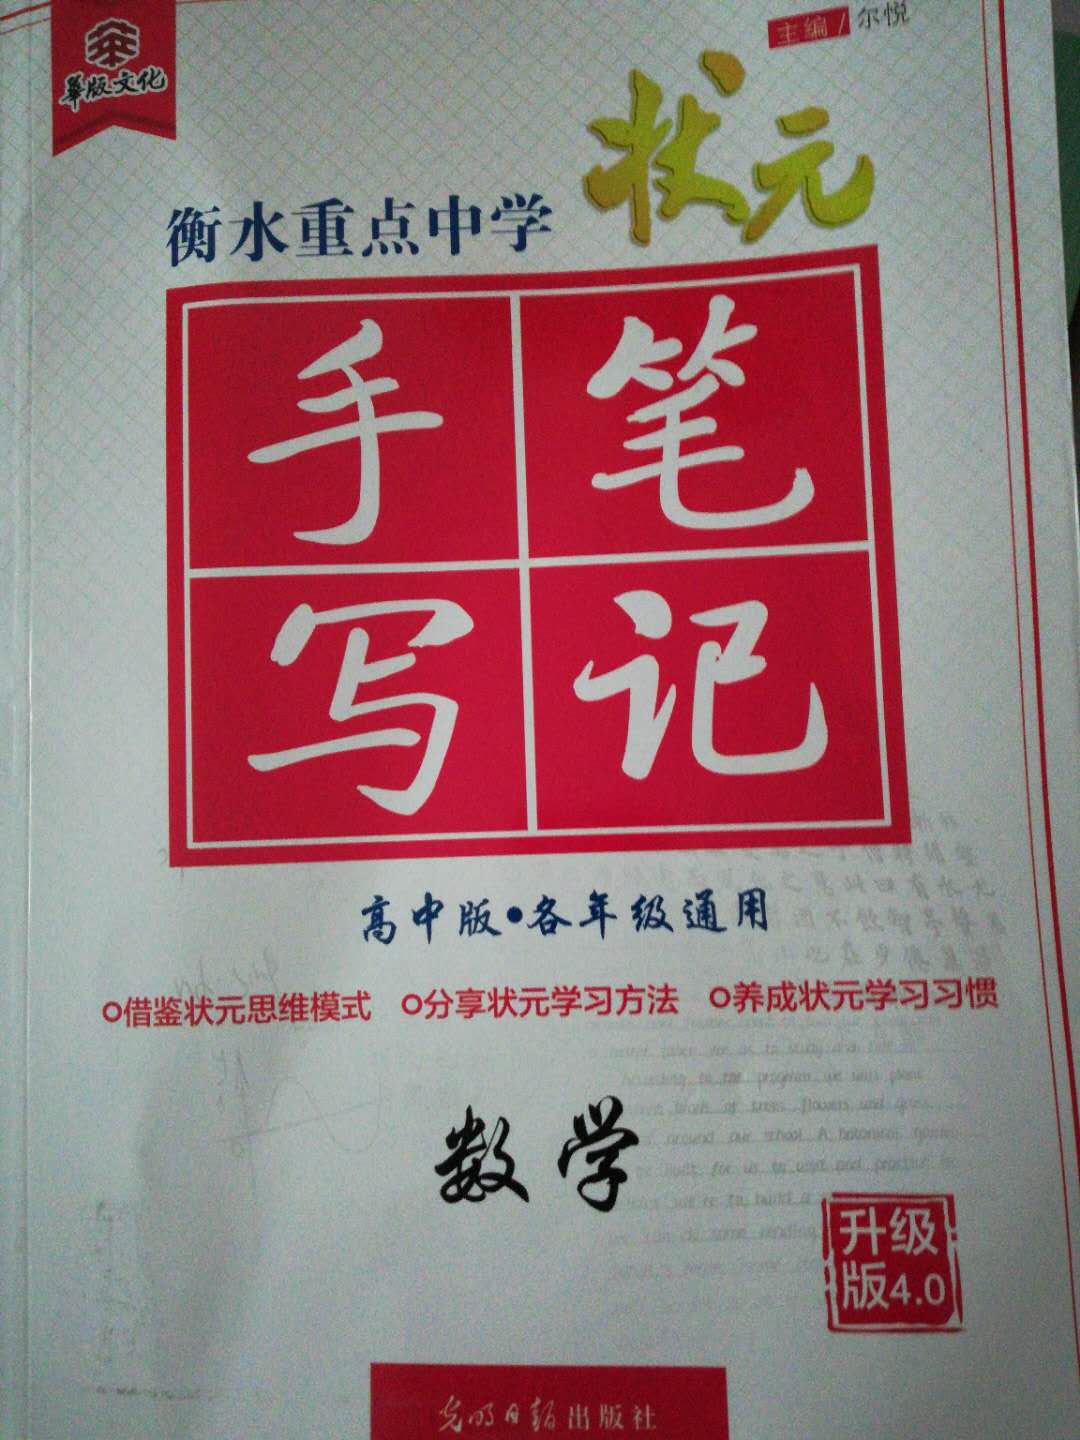 華版文化
主编/尔悦
衡水重点中学
状元
手笔
写记
高中版·各年级通用
借鉴状元思维模式 分享状元学习方法 养成状元学习习惯
数学
升级
版4.0
光明日报出版社